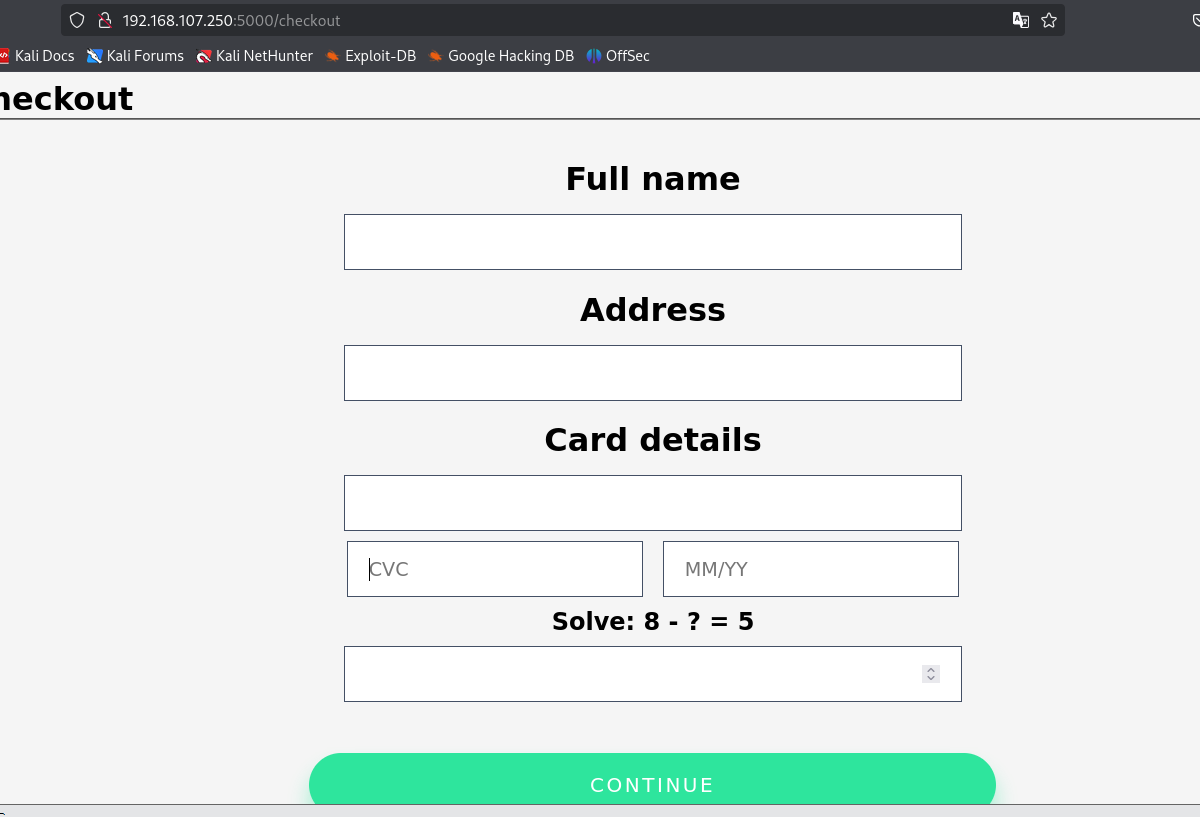 192.168.107.250:5000/checkout
Kali Docs Kali Forums Kali NetHunter Exploit-DB Google Hacking DB OffSec
heckout
Full name
Address
Card details
CVC MM/YY
Solve: 8 - ? = 5
CONTINUE